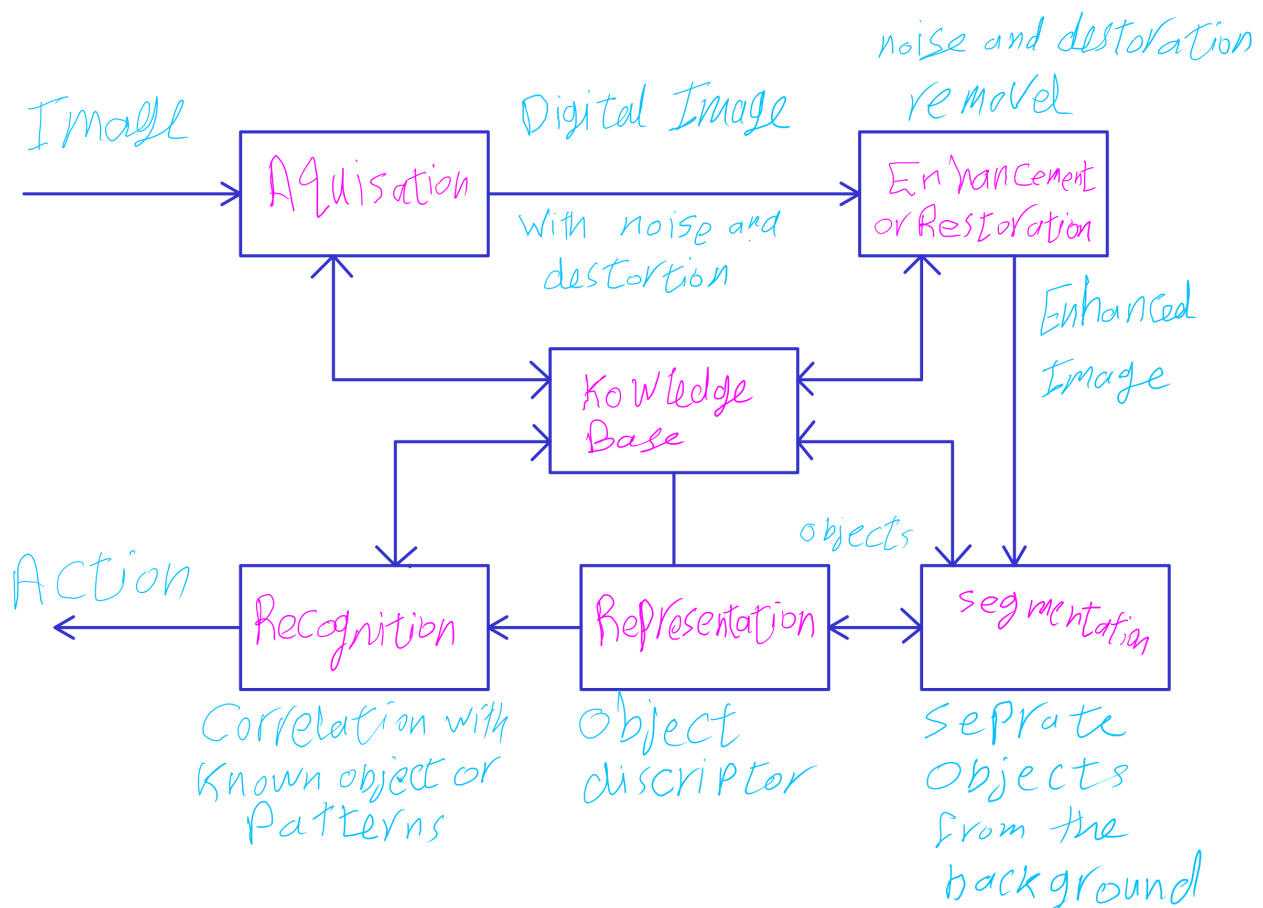 Image
Aquisation
Digital Image
with noise and
destortion
noise and destoration
removel
Enhancement
or Restoration
Enhanced
Image
Kowledge
Base
objects
segmentation
seprate
objects
from the
background
Representation
object
discriptor
Recognition
Correlation with
known object or
Patterns
Action